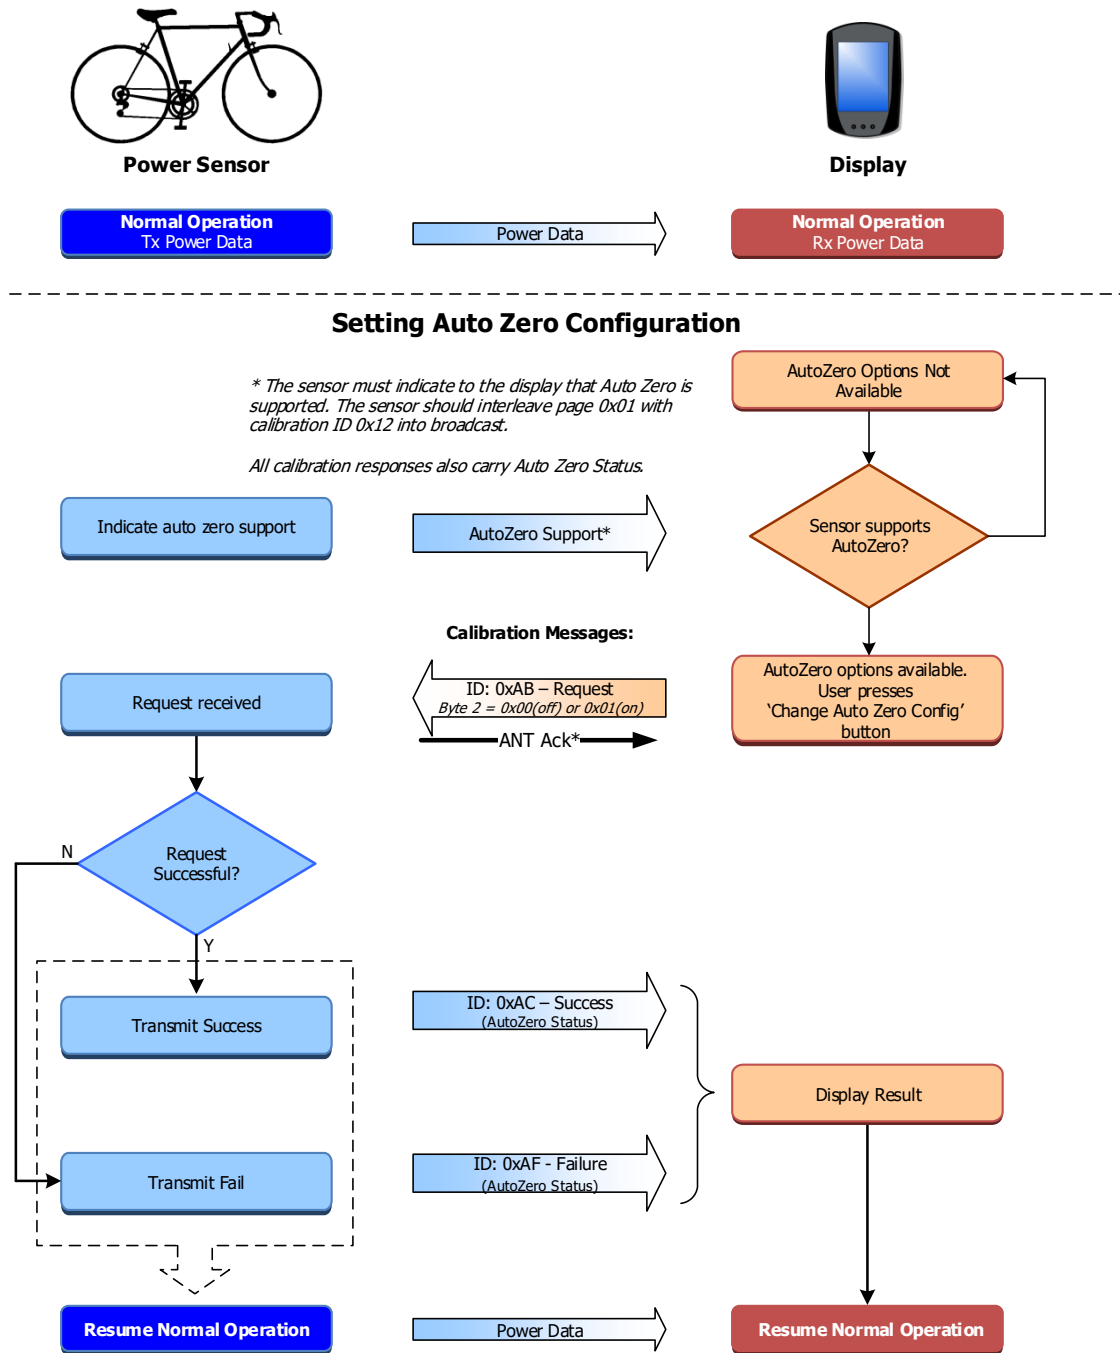 Power Sensor
Display
Normal Operation
Tx Power Data
Power Data
Normal Operation
Rx Power Data
Setting Auto Zero Configuration
* The sensor must indicate to the display that Auto Zero is
supported. The sensor should interleave page 0x01 with
calibration ID 0x12 into broadcast.
All calibration responses also carry Auto Zero Status.
AutoZero Options Not
Available
Indicate auto zero support
AutoZero Support*
Sensor supports
AutoZero?
Calibration Messages:
Request received
ID: 0xAB – Request
Byte 2 = 0x00(off) or 0x01(on)
ANT Ack*
AutoZero options available.
User presses
‘Change Auto Zero Config’
button
Request
Successful?
N
Y
Transmit Success
ID: 0xAC – Success
(AutoZero Status)
Display Result
Transmit Fail
ID: 0xAF - Failure
(AutoZero Status)
Resume Normal Operation
Power Data
Resume Normal Operation